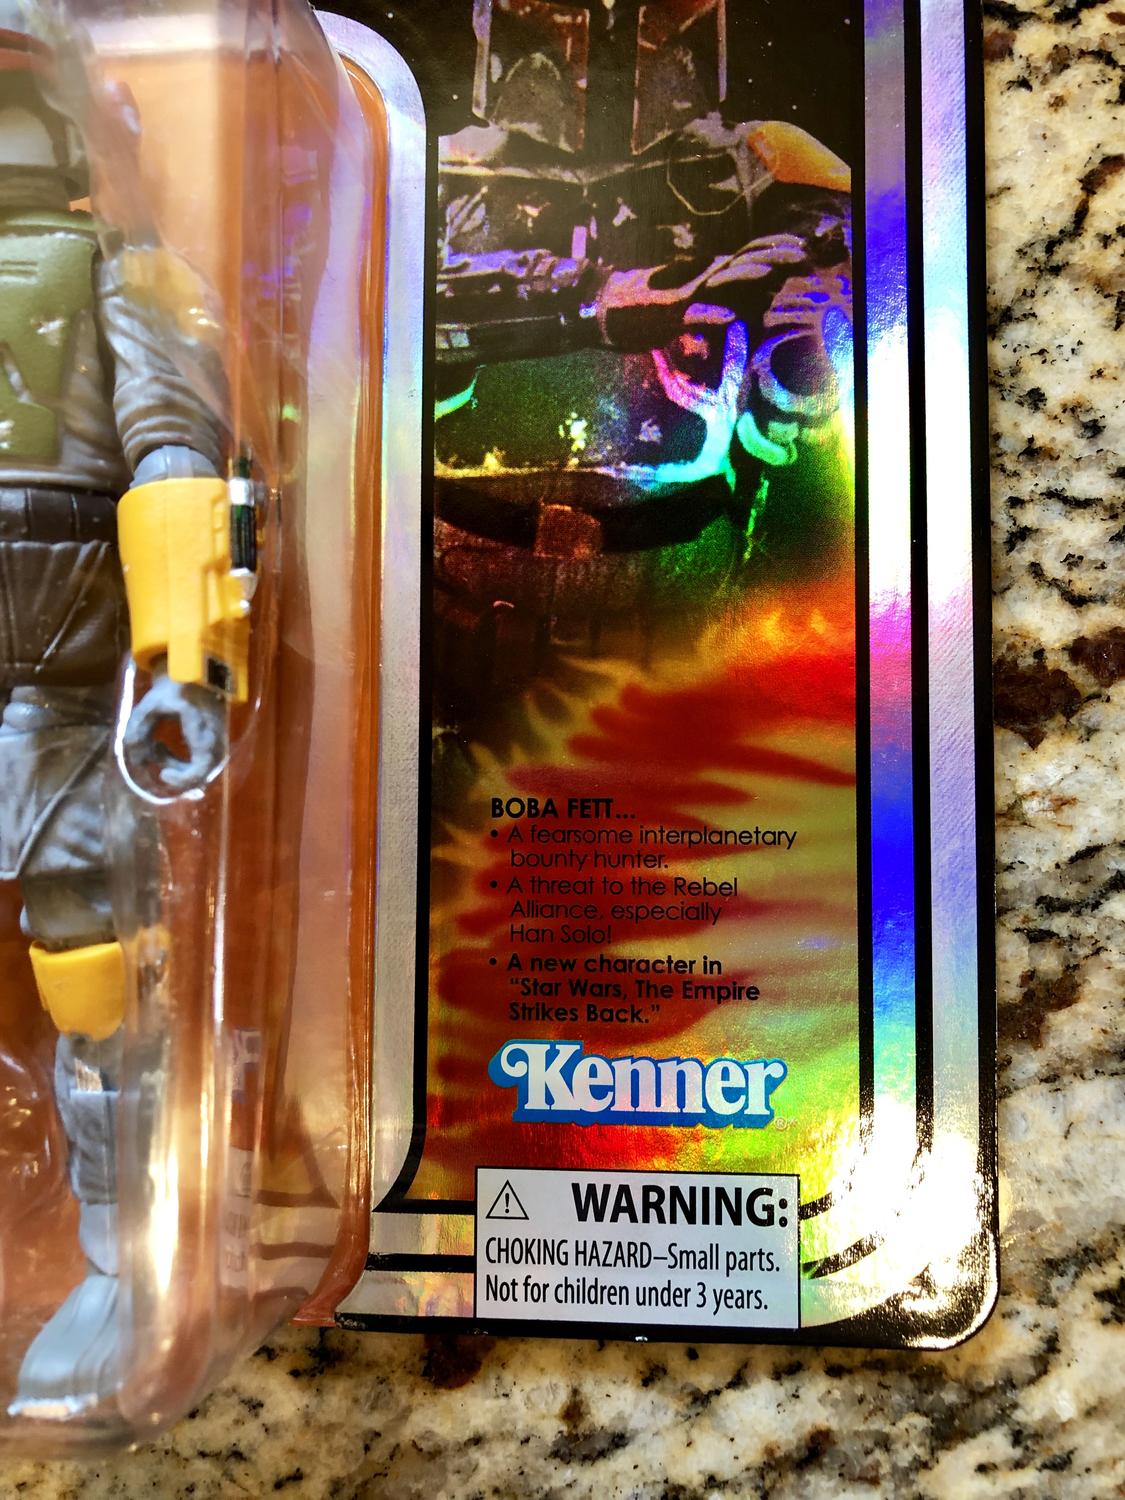 BOBA FETT...
• A fearsome interplanetary
bounty hunter.
• A threat to the Rebel
Alliance, especially
Han Solo!
• A new character in
"Star Wars, The Empire
Strikes Back."
Kenner®
WARNING:
CHOKING HAZARD–Small parts.
Not for children under 3 years.